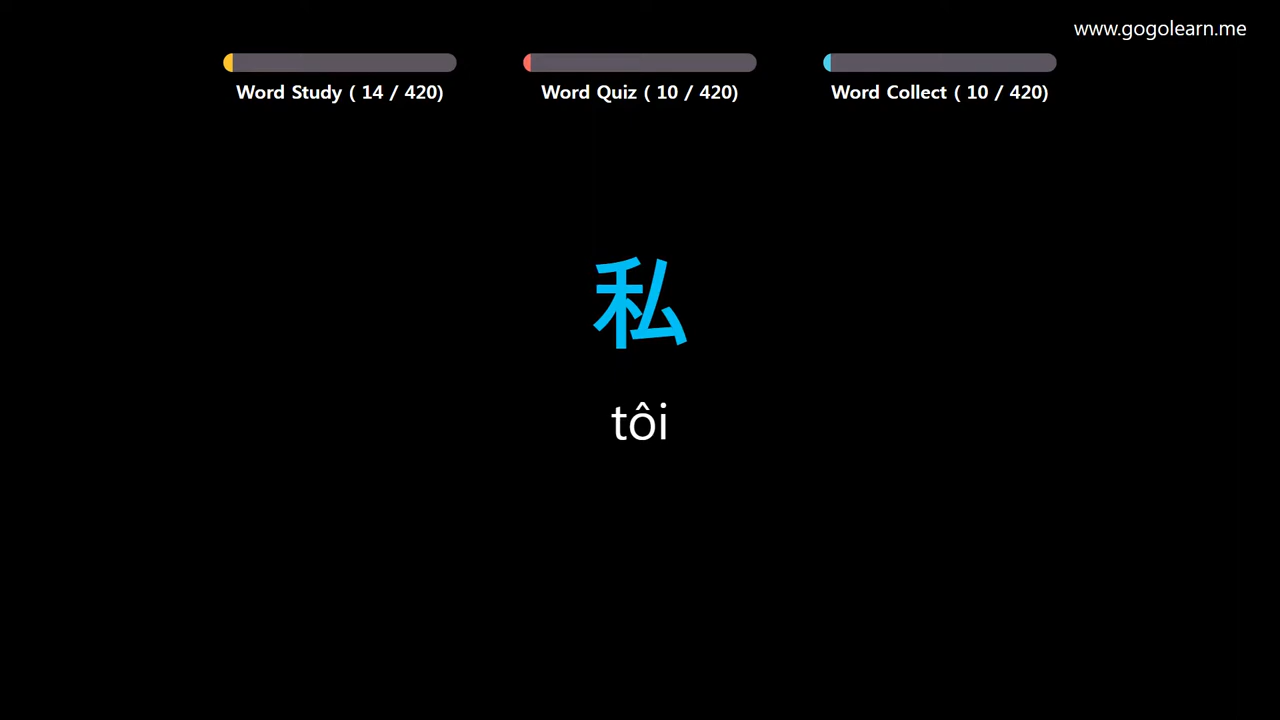 www.gogolearn.me
Word Study ( 14 / 420)
Word Quiz ( 10 / 420)
Word Collect ( 10 / 420)
私
tôi